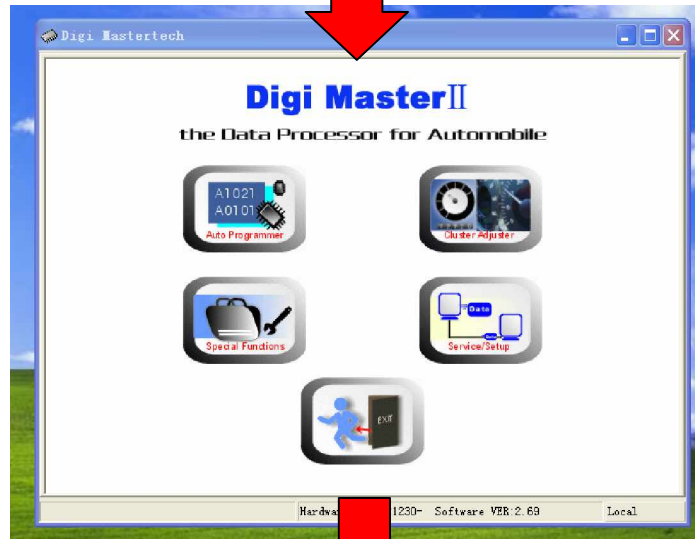 Digi Mastertech
Digi MasterII
the Data Processor for Automobile
A1021
A0101
Auto Programmer
Cluster Adjuster
Special Functions
Data
Service/Setup
EXIT
1230- Software VER:2.69
Local